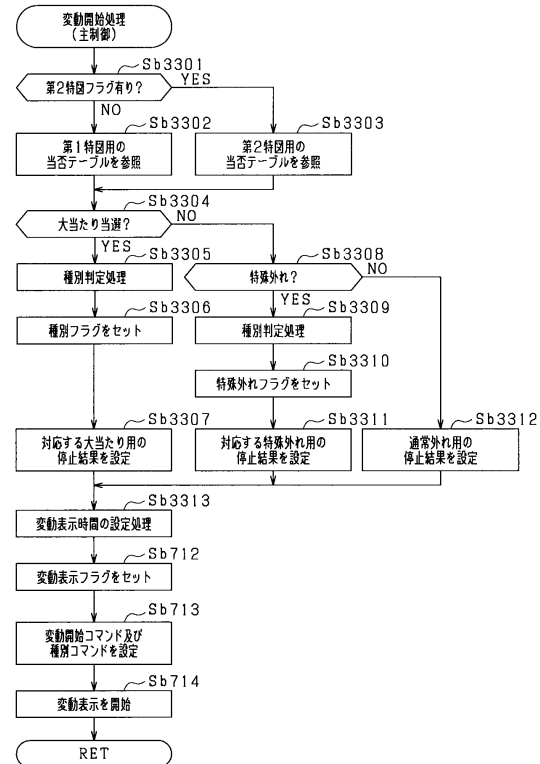 変動開始処理
(主制御)
Sb3301
第2特図フラグ有り?
YES
NO
Sb3302
第1特図用の
当否テーブルを参照
Sb3303
第2特図用の
当否テーブルを参照
Sb3304
大当たり当選?
NO
YES
Sb3305
種別判定処理
Sb3308
特殊外れ?
NO
YES
Sb3306
種別フラグをセット
Sb3309
種別判定処理
Sb3310
特殊外れフラグをセット
Sb3307
対応する大当たり用の
停止結果を設定
Sb3311
対応する特殊外れ用の
停止結果を設定
Sb3312
通常外れ用の
停止結果を設定
Sb3313
変動表示時間の設定処理
Sb712
変動表示フラグをセット
Sb713
変動開始コマンド及び
種別コマンドを設定
Sb714
変動表示を開始
RET